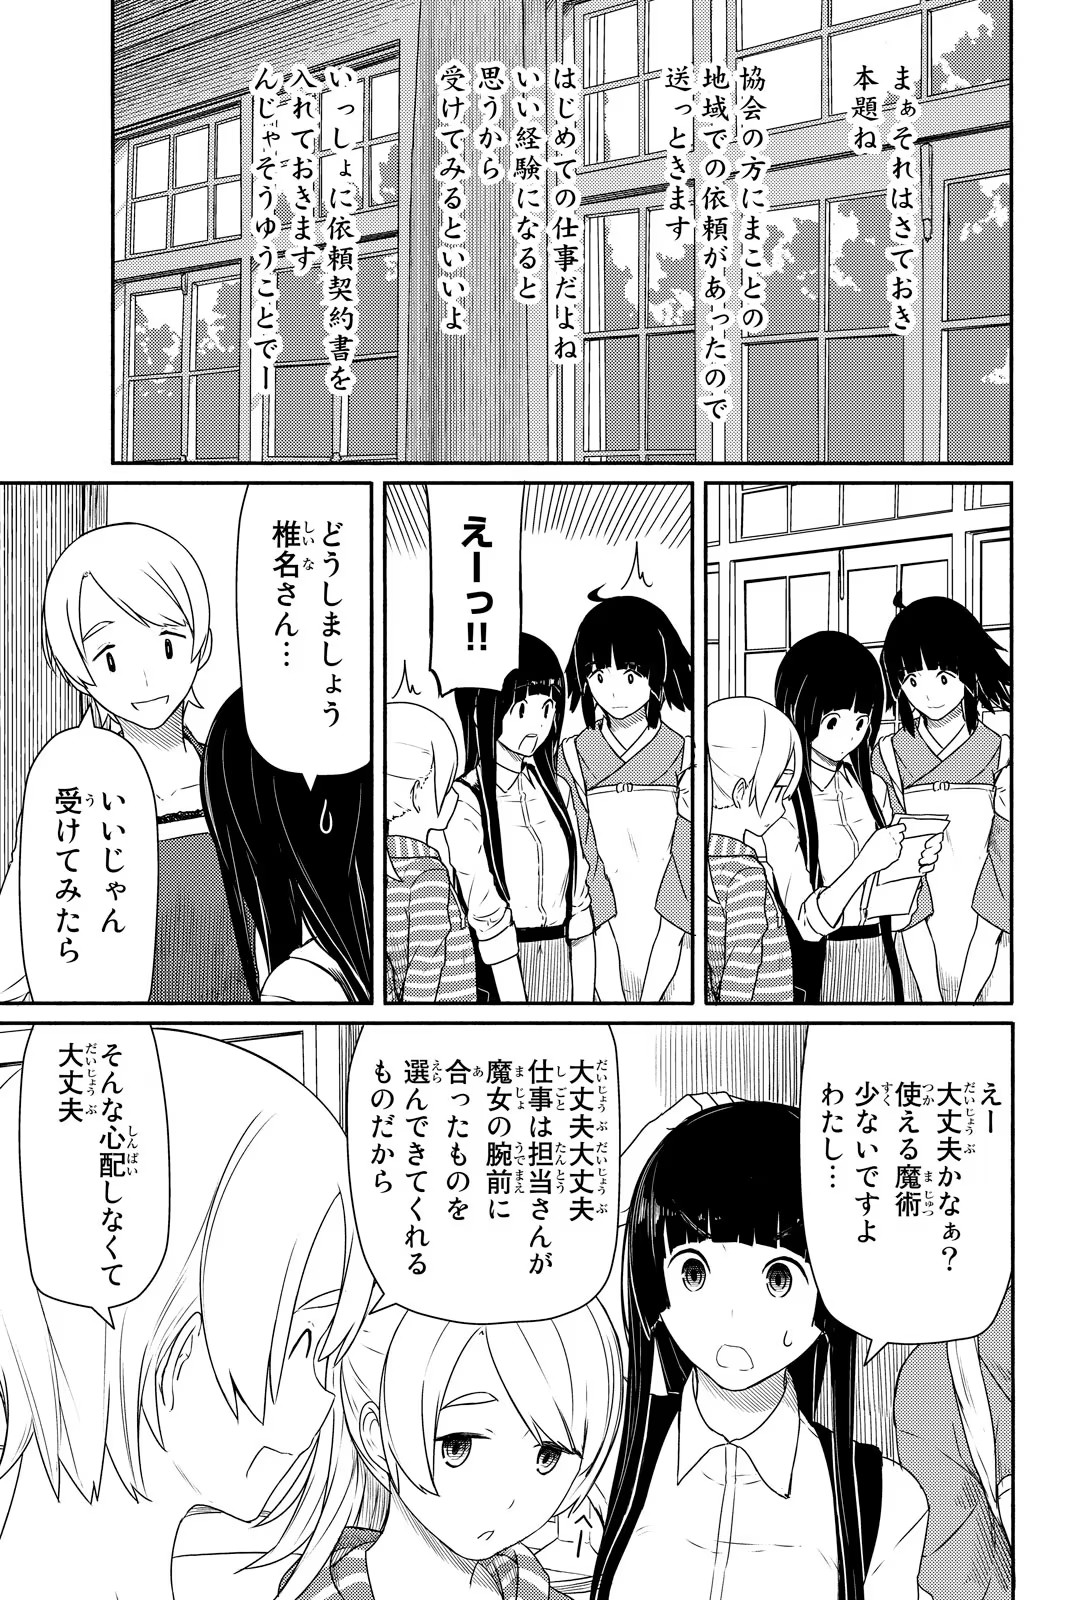 まぁそれはさておき
本題ね
協会の方にまことの
地域での依頼があったので
送っときます
はじめての仕事だよね
いい経験になると
思うから
受けてみるといいよ
いっしょに依頼契約書を
入れておきます
んじゃそうゆうことでー
えーっ!!
どうしましょう
椎名さん…
いいじゃん
受けてみたら
えー
大丈夫かなぁ?
使える魔術
少ないですよ
わたし…
大丈夫大丈夫
仕事は担当さんが
魔女の腕前に
合ったものを
選んできてくれる
ものだから
へー
そんな心配しなくて
大丈夫